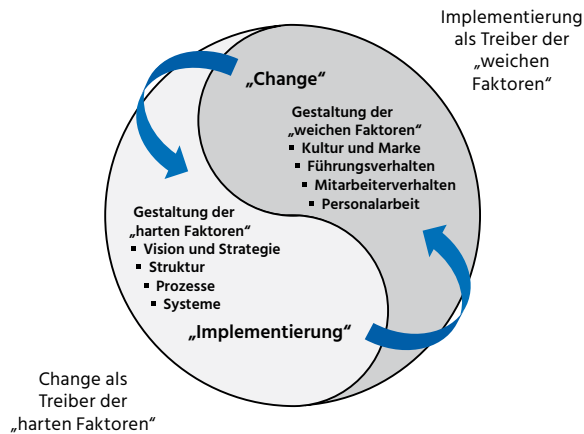 Implementierung
als Treiber der
„weichen
Faktoren“
„Change“
Gestaltung der
„weichen Faktoren“
▪ Kultur und Marke
▪ Führungsverhalten
▪ Mitarbeiterverhalten
▪ Personalarbeit
Gestaltung der
„harten Faktoren“
▪ Vision und Strategie
▪ Struktur
▪ Prozesse
▪ Systeme
„Implementierung“
Change als
Treiber der
„harten Faktoren“